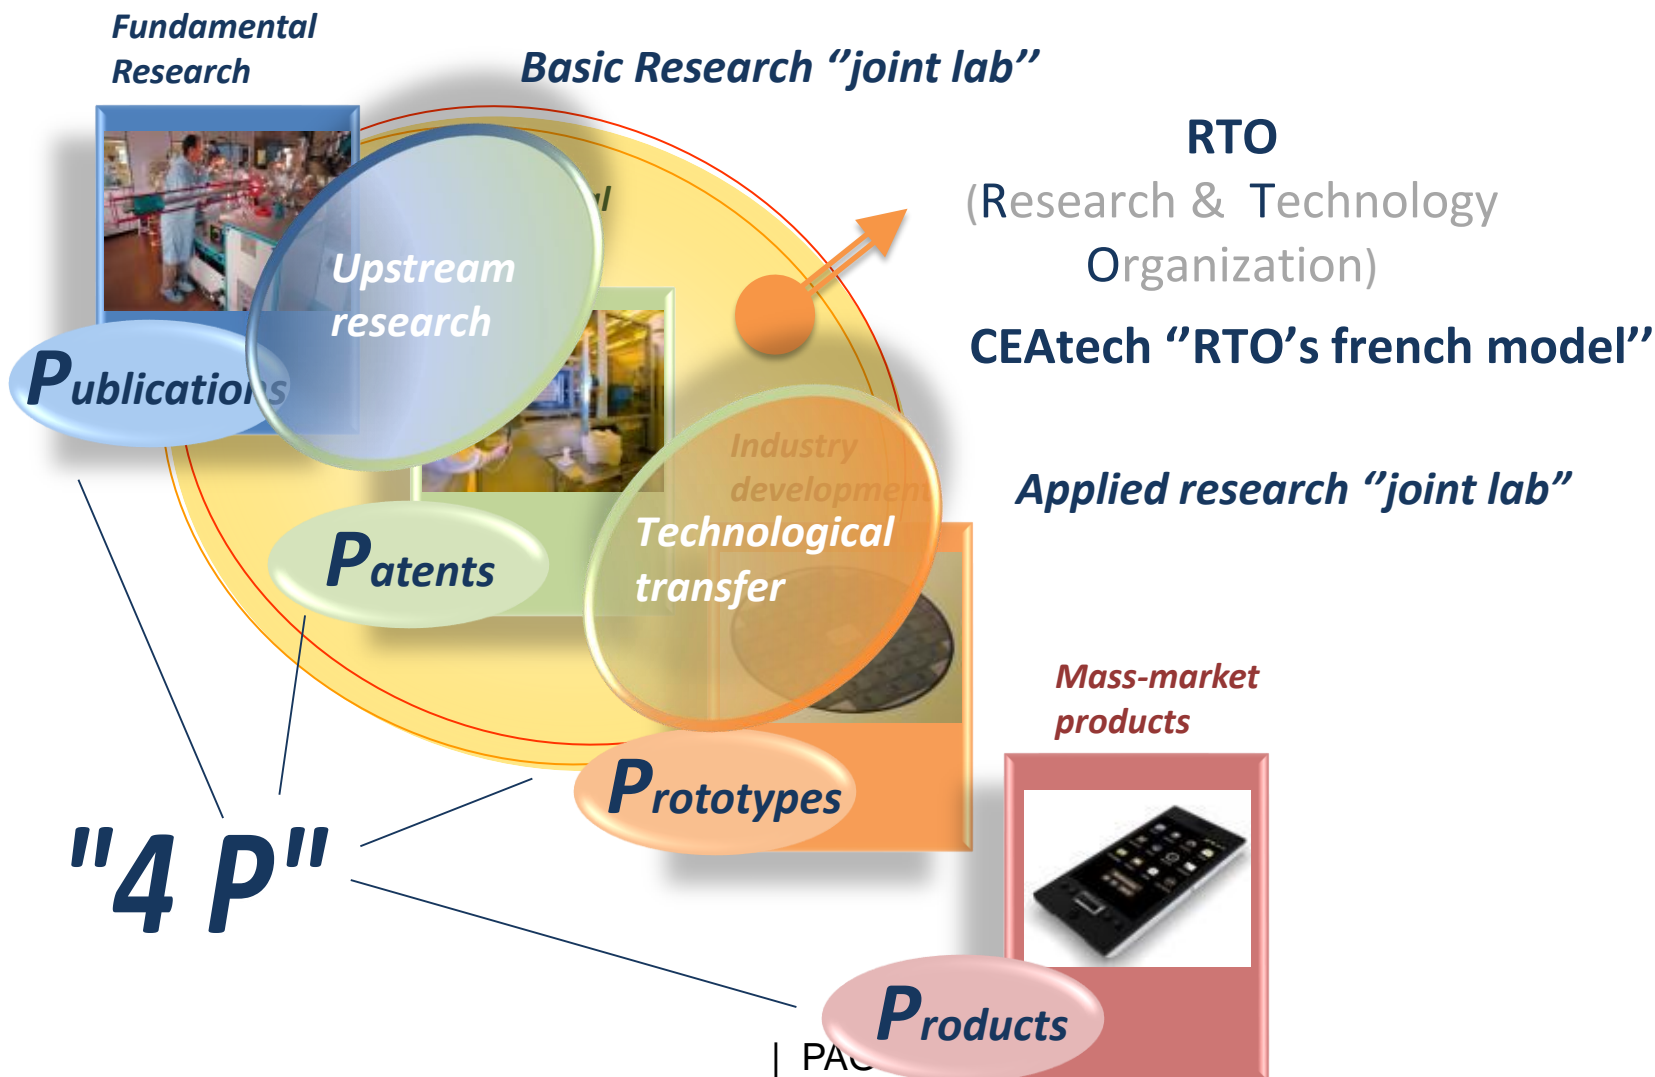 Fundamental
Research
Basic Research ‘’joint lab’’
RTO
(Research & Technology
Organization)
Upstream
research
CEAtech ‘’RTO’s french model’’
Publications
Industry
development
Applied research ‘’joint lab’’
Technological
transfer
Patents
Mass-market
products
Prototypes
"4 P"
Products
|